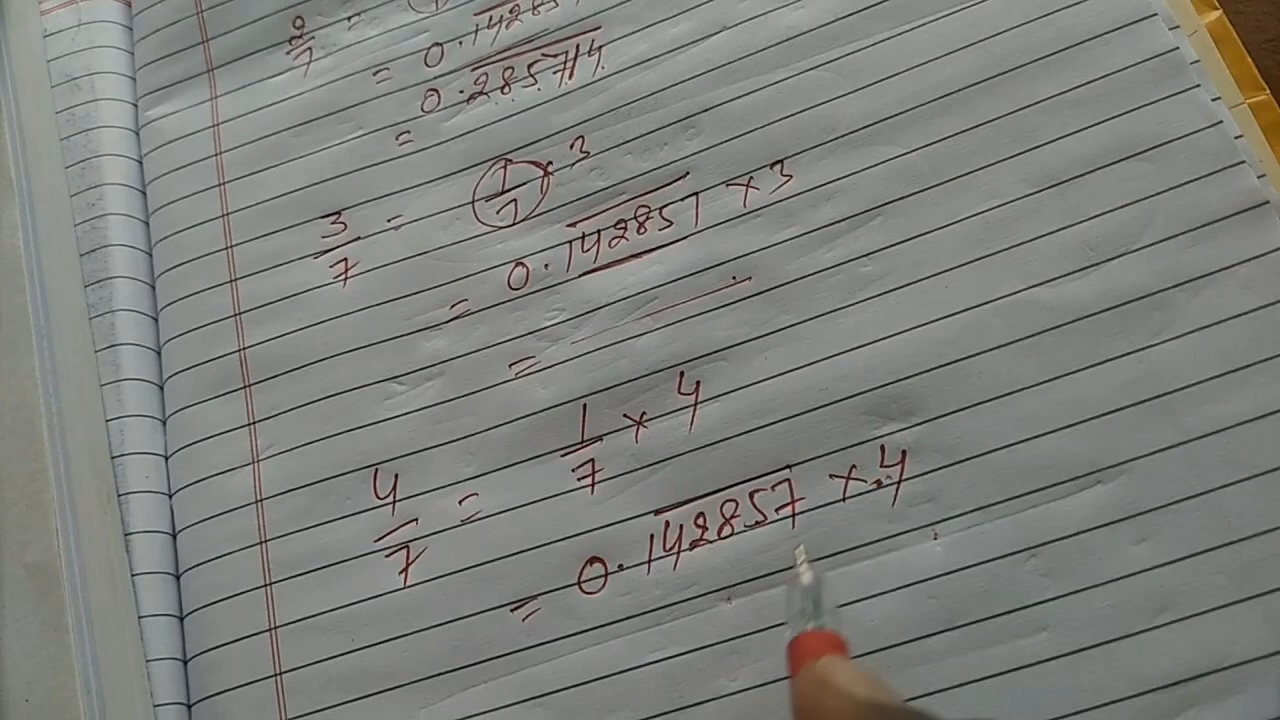 2/7 =
= 0.14285
= 0.285714
=
3/7 = 1/7 × 3
= 0.142857 × 3
=
4/7 = 1/7 × 4
= 0.142857 × 4